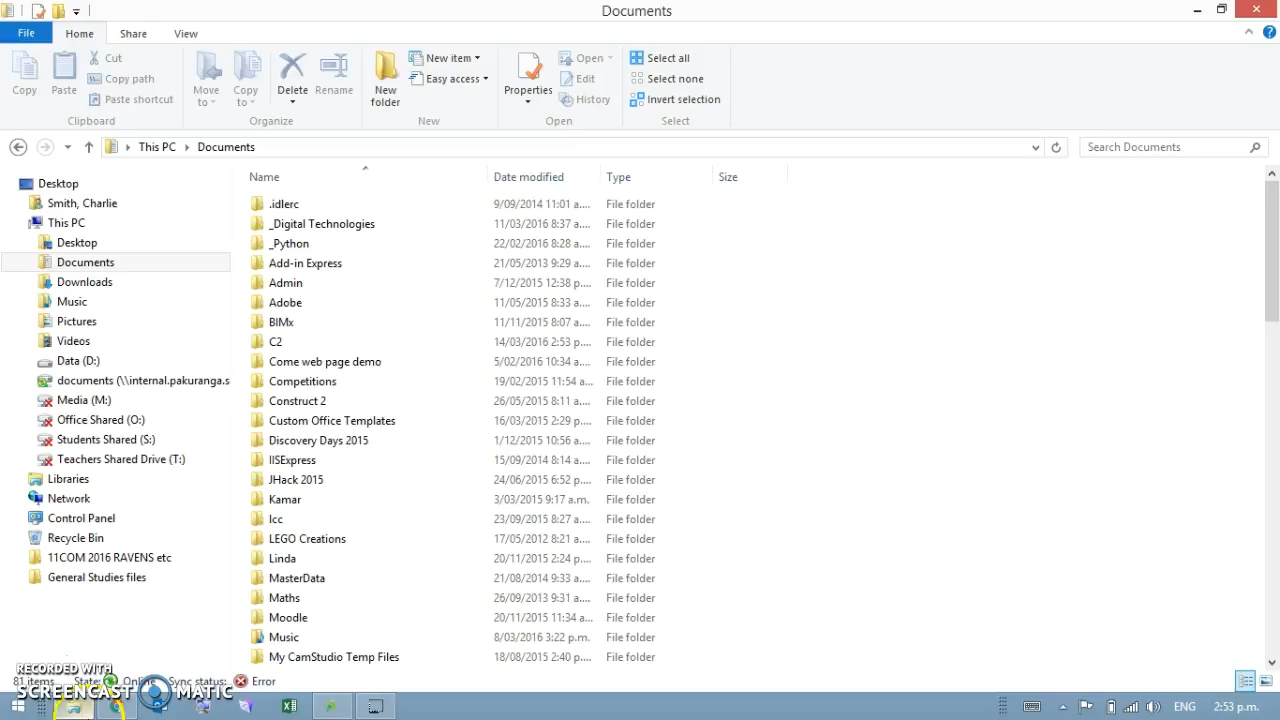 Documents
File Home Share View
Copy Paste Cut Copy path Paste shortcut Move to Copy to Delete Rename New folder New item Easy access Properties Open Edit History Select all Select none Invert selection
Clipboard Organize New Open Select
This PC Documents Search Documents
Desktop
Smith, Charlie
This PC
Desktop
Documents
Downloads
Music
Pictures
Videos
Data (D:)
documents (\\internal.pakuranga.s
Media (M:)
Office Shared (O:)
Students Shared (S:)
Teachers Shared Drive (T:)
Libraries
Network
Control Panel
Recycle Bin
11COM 2016 RAVENS etc
General Studies files
Name Date modified Type Size
.idlerc 9/09/2014 11:01 a.... File folder
_Digital Technologies 11/03/2016 8:37 a.... File folder
_Python 22/02/2016 8:28 a.... File folder
Add-in Express 21/05/2013 9:29 a.... File folder
Admin 7/12/2015 12:38 p.... File folder
Adobe 11/05/2015 8:33 a.... File folder
BIMx 11/11/2015 8:07 a.... File folder
C2 14/03/2016 2:53 p.... File folder
Come web page demo 5/02/2016 10:34 a.... File folder
Competitions 19/02/2015 11:54 a... File folder
Construct 2 26/05/2015 8:11 a.... File folder
Custom Office Templates 16/03/2015 2:29 p.... File folder
Discovery Days 2015 1/12/2015 10:56 a.... File folder
IISExpress 15/09/2014 8:14 a.... File folder
JHack 2015 24/06/2015 6:52 p.... File folder
Kamar 3/03/2015 9:17 a.m. File folder
lcc 23/09/2015 8:27 a.... File folder
LEGO Creations 17/05/2012 8:21 a.... File folder
Linda 20/11/2015 2:24 p.... File folder
MasterData 21/08/2014 9:33 a.... File folder
Maths 26/09/2013 9:31 a.... File folder
Moodle 20/11/2015 11:34 a... File folder
Music 8/03/2016 3:22 p.m. File folder
My CamStudio Temp Files 18/08/2015 2:40 p.... File folder
RECORDED WITH
81 items State: Online Sync status: Error
SCREENCAST MATIC
ENG 2:53 p.m.